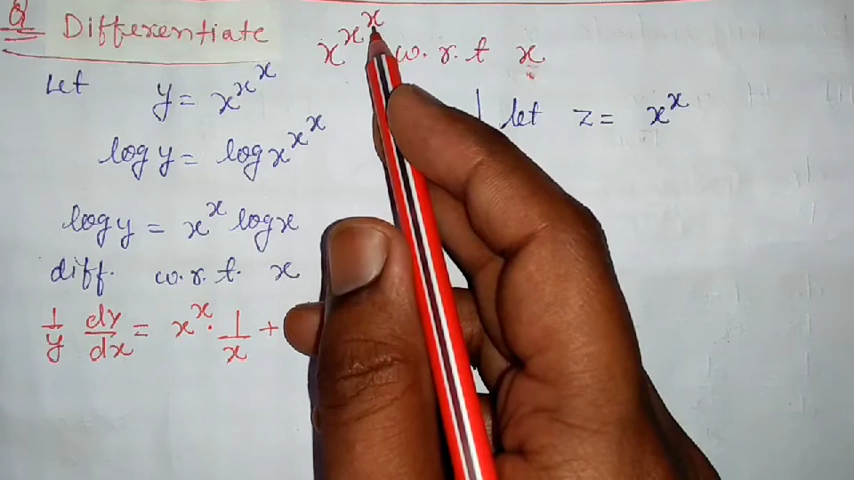 Q Differentiate x^x^x w.r.t x
Let y = x^x^x
log y = log x^x^x
log y = x^x log x
diff. w.r.t. x
1/y dy/dx = x^x · 1/x +
let z = x^x